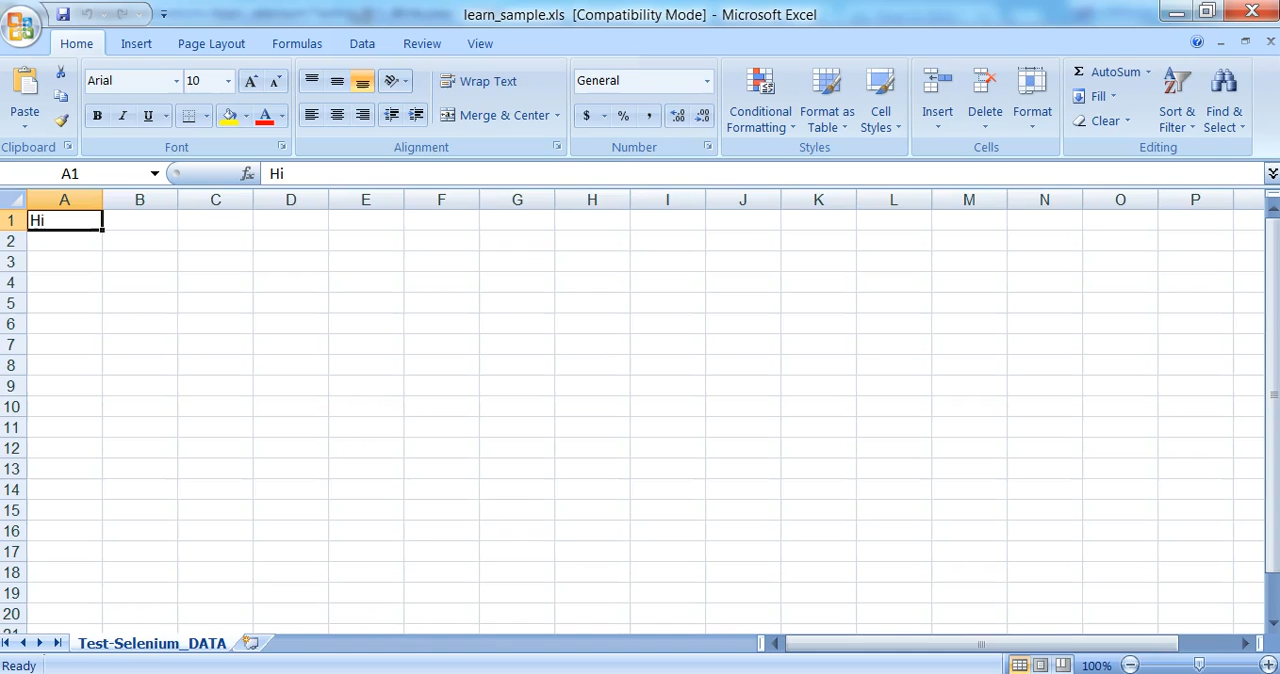 learn_sample.xls [Compatibility Mode] - Microsoft Excel
Home Insert Page Layout Formulas Data Review View
Paste
Clipboard
Arial 10
B I U A
Font
Wrap Text
Merge & Center
Alignment
General
$ % ,
Number
Conditional Formatting
Format as Table
Cell Styles
Styles
Insert Delete Format
Cells
Σ AutoSum
Fill
Clear
Sort & Filter
Find & Select
Editing
A1 fx Hi
A B C D E F G H I J K L M N O P
1 Hi
2
3
4
5
6
7
8
9
10
11
12
13
14
15
16
17
18
19
20
21
Test-Selenium_DATA
Ready 100%